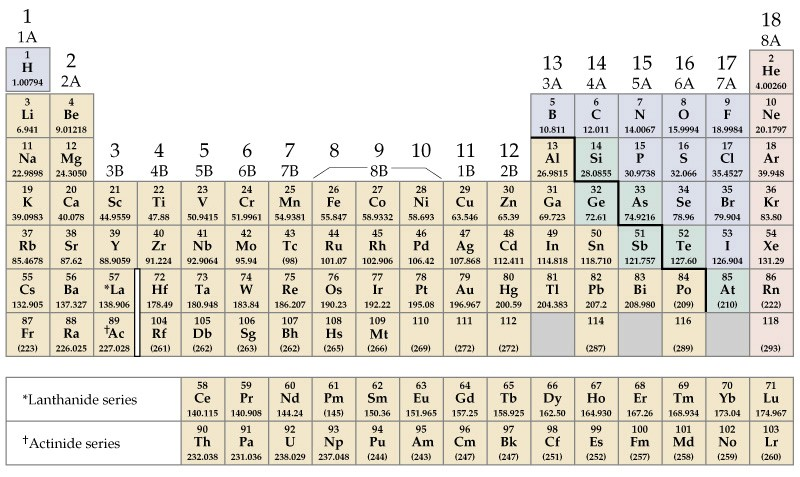 1 18
1A 8A
1 2
H 2 13 14 15 16 17 He
1.00794 2A 3A 4A 5A 6A 7A 4.00260
3 4 5 6 7 8 9 10
Li Be B C N O F Ne
6.941 9.01218 10.811 12.011 14.0067 15.9994 18.9984 20.1797
11 12 3 4 5 6 7 8 9 10 11 12 13 14 15 16 17 18
Na Mg 3B 4B 5B 6B 7B 8B 1B 2B Al Si P S Cl Ar
22.9898 24.3050 26.9815 28.0855 30.9738 32.066 35.4527 39.948
19 20 21 22 23 24 25 26 27 28 29 30 31 32 33 34 35 36
K Ca Sc Ti V Cr Mn Fe Co Ni Cu Zn Ga Ge As Se Br Kr
39.0983 40.078 44.9559 47.88 50.9415 51.9961 54.9381 55.847 58.9332 58.693 63.546 65.39 69.723 72.61 74.9216 78.96 79.904 83.80
37 38 39 40 41 42 43 44 45 46 47 48 49 50 51 52 53 54
Rb Sr Y Zr Nb Mo Tc Ru Rh Pd Ag Cd In Sn Sb Te I Xe
85.4678 87.62 88.9059 91.224 92.9064 95.94 (98) 101.07 102.906 106.42 107.868 112.411 114.818 118.710 121.757 127.60 126.904 131.29
55 56 57 72 73 74 75 76 77 78 79 80 81 82 83 84 85 86
Cs Ba *La Hf Ta W Re Os Ir Pt Au Hg Tl Pb Bi Po At Rn
132.905 137.327 138.906 178.49 180.948 183.84 186.207 190.23 192.22 195.08 196.967 200.59 204.383 207.2 208.980 (209) (210) (222)
87 88 89 104 105 106 107 108 109 110 111 112 114 116 118
Fr Ra †Ac Rf Db Sg Bh Hs Mt
(223) 226.025 227.028 (261) (262) (263) (262) (265) (266) (269) (272) (272) (287) (289) (293)
58 59 60 61 62 63 64 65 66 67 68 69 70 71
*Lanthanide series Ce Pr Nd Pm Sm Eu Gd Tb Dy Ho Er Tm Yb Lu
140.115 140.908 144.24 (145) 150.36 151.965 157.25 158.925 162.50 164.930 167.26 168.934 173.04 174.967
90 91 92 93 94 95 96 97 98 99 100 101 102 103
†Actinide series Th Pa U Np Pu Am Cm Bk Cf Es Fm Md No Lr
232.038 231.036 238.029 237.048 (244) (243) (247) (247) (251) (252) (257) (258) (259) (260)